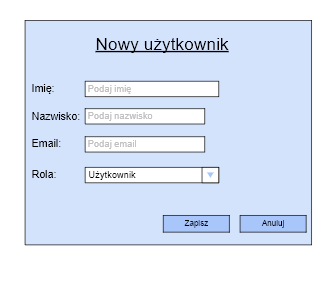 Nowy użytkownik
Imię: Podaj imię
Nazwisko: Podaj nazwisko
Email: Podaj email
Rola: Użytkownik
Zapisz Anuluj